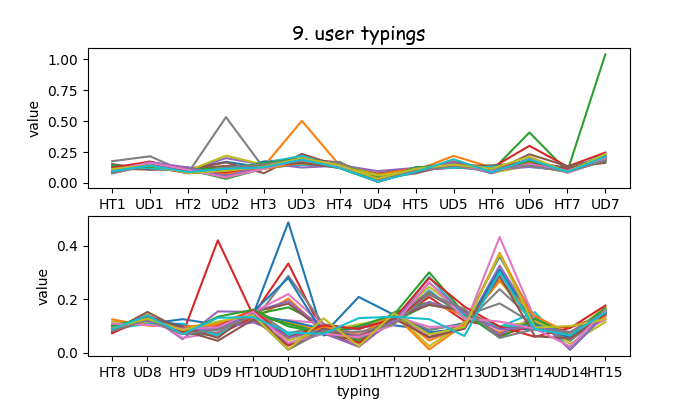 9. user typings
1.00
0.75
0.50
0.25
0.00
value
HT1 UD1 HT2 UD2 HT3 UD3 HT4 UD4 HT5 UD5 HT6 UD6 HT7 UD7
0.4
0.2
0.0
value
HT8 UD8 HT9 UD9 HT10 UD10 HT11 UD11 HT12 UD12 HT13 UD13 HT14 UD14 HT15
typing